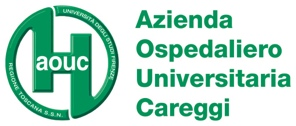 UNIVERSITÀ DEGLI STUDI FIRENZE
aouc
REGIONE TOSCANA S.S.N.
Azienda
Ospedaliero
Universitaria
Careggi